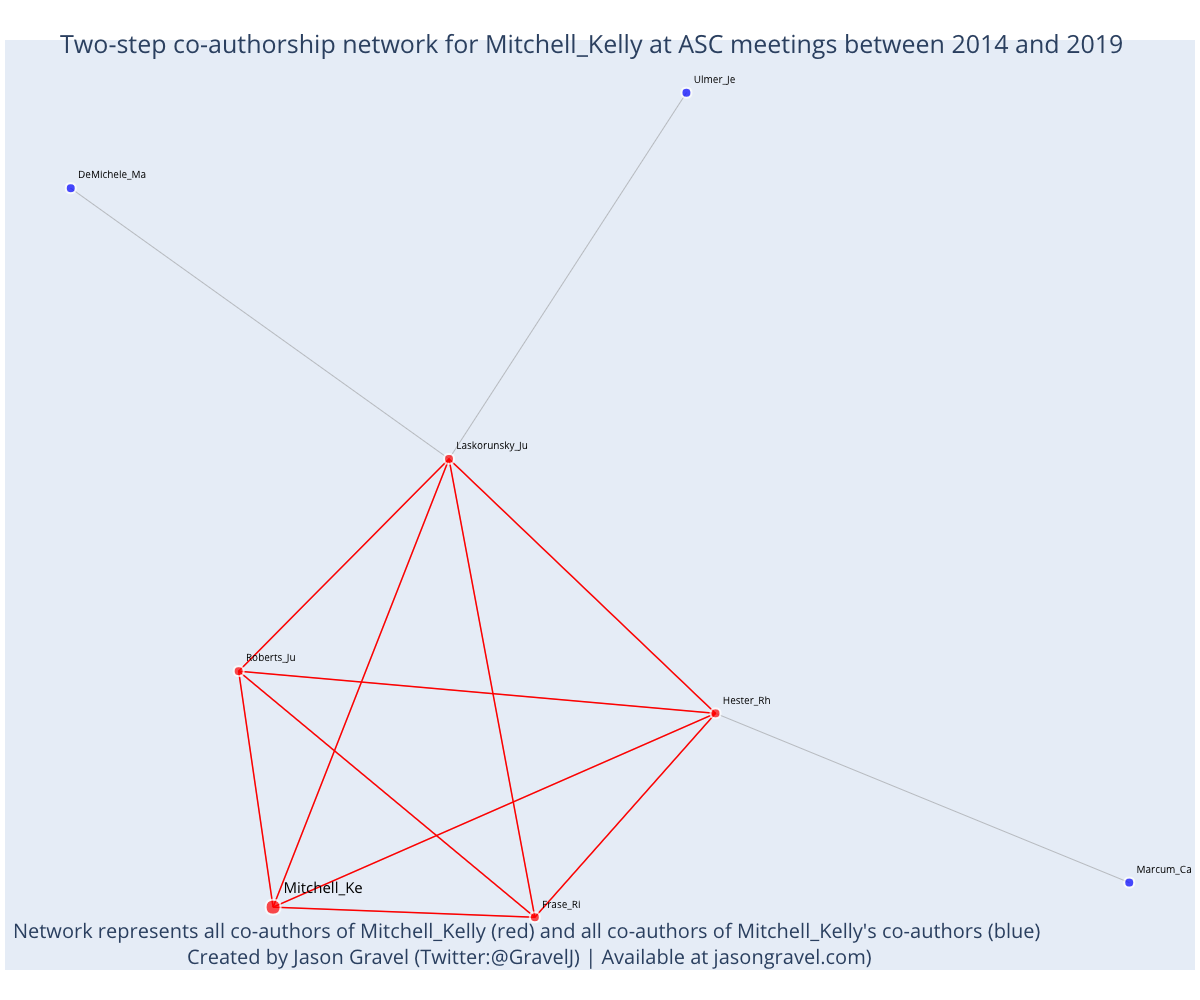 Two-step co-authorship network for Mitchell_Kelly at ASC meetings between 2014 and 2019
Ulmer_Je
DeMichele_Ma
Laskorunsky_Ju
Roberts_Ju
Hester_Rh
Marcum_Ca
Mitchell_Ke
Frase_Ri
Network represents all co-authors of Mitchell_Kelly (red) and all co-authors of Mitchell_Kelly's co-authors (blue)
Created by Jason Gravel (Twitter:@GravelJ) | Available at jasongravel.com)